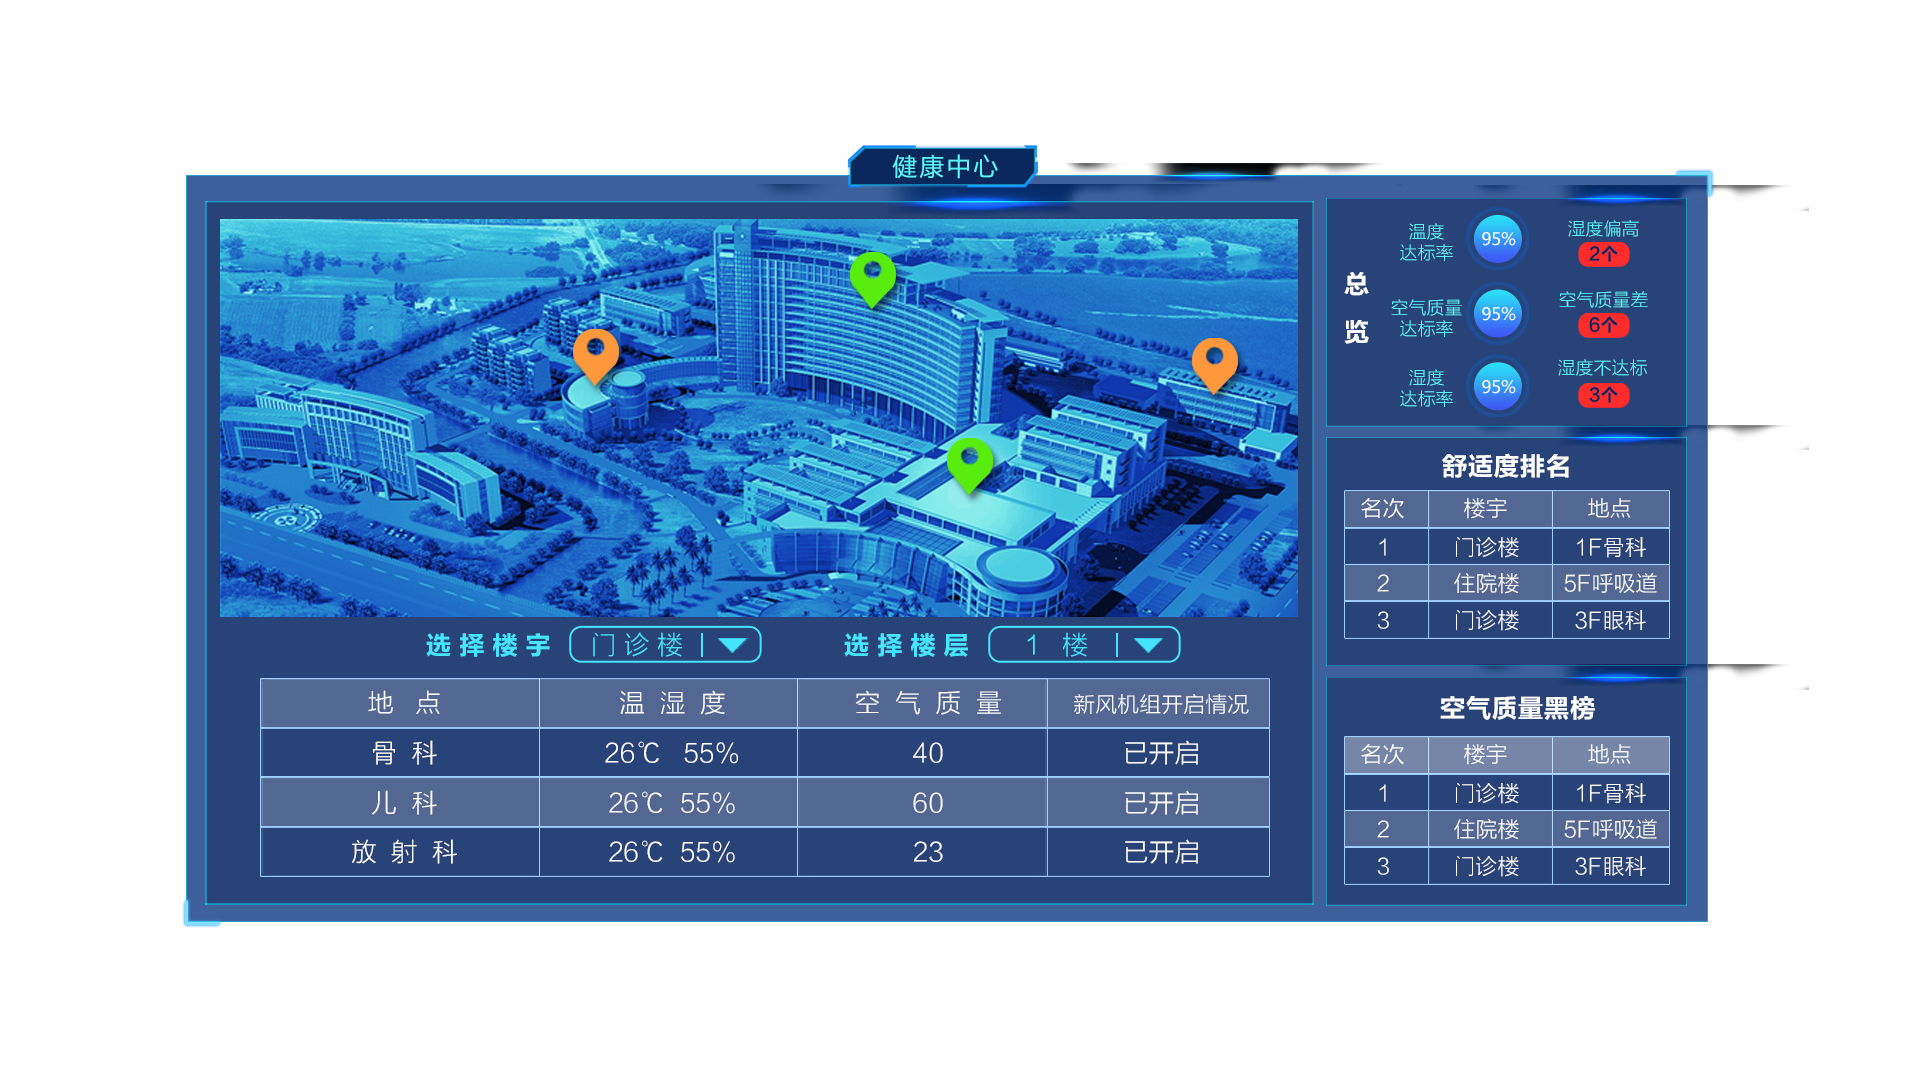 健康中心
选择楼宇 门诊楼 选择楼层 1 楼
地 点 温 湿 度 空 气 质 量 新风机组开启情况
骨 科 26℃ 55% 40 已开启
儿 科 26℃ 55% 60 已开启
放 射 科 26℃ 55% 23 已开启
总
览
温度
达标率
95%
湿度偏高
2个
空气质量
达标率
95%
空气质量差
6个
湿度
达标率
95%
湿度不达标
3个
舒适度排名
名次 楼宇 地点
1 门诊楼 1F骨科
2 住院楼 5F呼吸道
3 门诊楼 3F眼科
空气质量黑榜
名次 楼宇 地点
1 门诊楼 1F骨科
2 住院楼 5F呼吸道
3 门诊楼 3F眼科